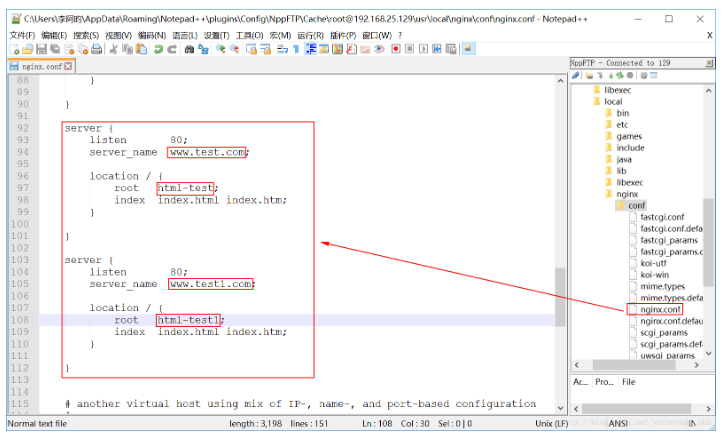 C:\Users\李阿昀\AppData\Roaming\Notepad++\plugins\Config\NppFTP\Cache\root@192.168.25.129\usr\local\nginx\conf\nginx.conf - Notepad++
文件(F) 编辑(E) 搜索(S) 视图(V) 编码(N) 语言(L) 设置(T) 工具(O) 宏(M) 运行(R) 插件(P) 窗口(W) ? X
nginx.conf
88 }
89
90 }
91
92 server {
93 listen 80;
94 server_name www.test.com;
95
96 location / {
97 root html-test;
98 index index.html index.htm;
99 }
100
101 }
102
103 server {
104 listen 80;
105 server_name www.test1.com;
106
107 location / {
108 root html-test1;
109 index index.html index.htm;
110 }
111
112 }
113
114
115 # another virtual host using mix of IP-, name-, and port-based configuration
NppFTP - Connected to 129
libexec
local
bin
etc
games
include
java
lib
libexec
nginx
conf
fastcgi.conf
fastcgi.conf.defa
fastcgi_params
fastcgi_params.c
koi-utf
koi-win
mime.types
mime.types.defa
nginx.conf
nginx.conf.defau
scgi_params
scgi_params.def
uwsgi_params
Ac... Pro... File
Normal text file length : 3,198 lines : 151 Ln : 108 Col : 30 Sel : 0 | 0 Unix (LF) ANSI IN